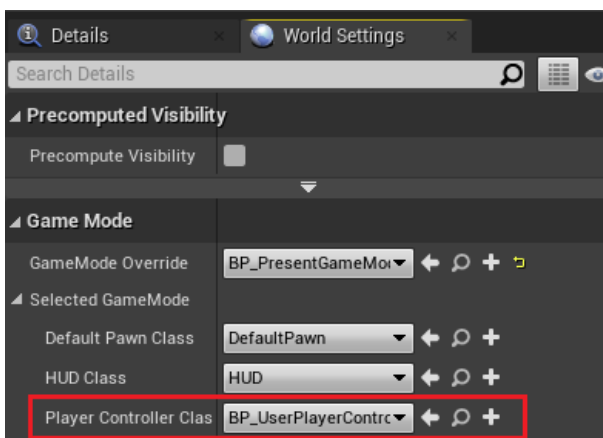 Details
World Settings
Search Details
Precomputed Visibility
Precompute Visibility
Game Mode
GameMode Override BP_PresentGameMo
Selected GameMode
Default Pawn Class DefaultPawn
HUD Class HUD
Player Controller Clas BP_UserPlayerContrc